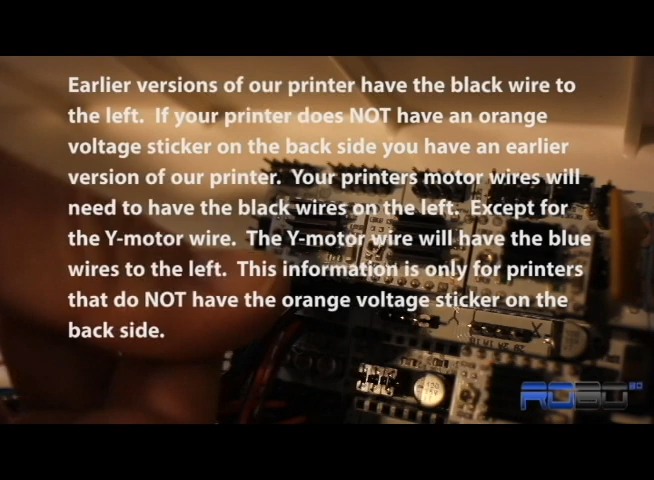 Earlier versions of our printer have the black wire to
the left.  If your printer does NOT have an orange
voltage sticker on the back side you have an earlier
version of our printer.  Your printers motor wires will
need to have the black wires on the left.  Except for
the Y-motor wire.  The Y-motor wire will have the blue
wires to the left.  This information is only for printers
that do NOT have the orange voltage sticker on the
back side.
Y
X
2B 2A 1A 1B
ROBO 3D